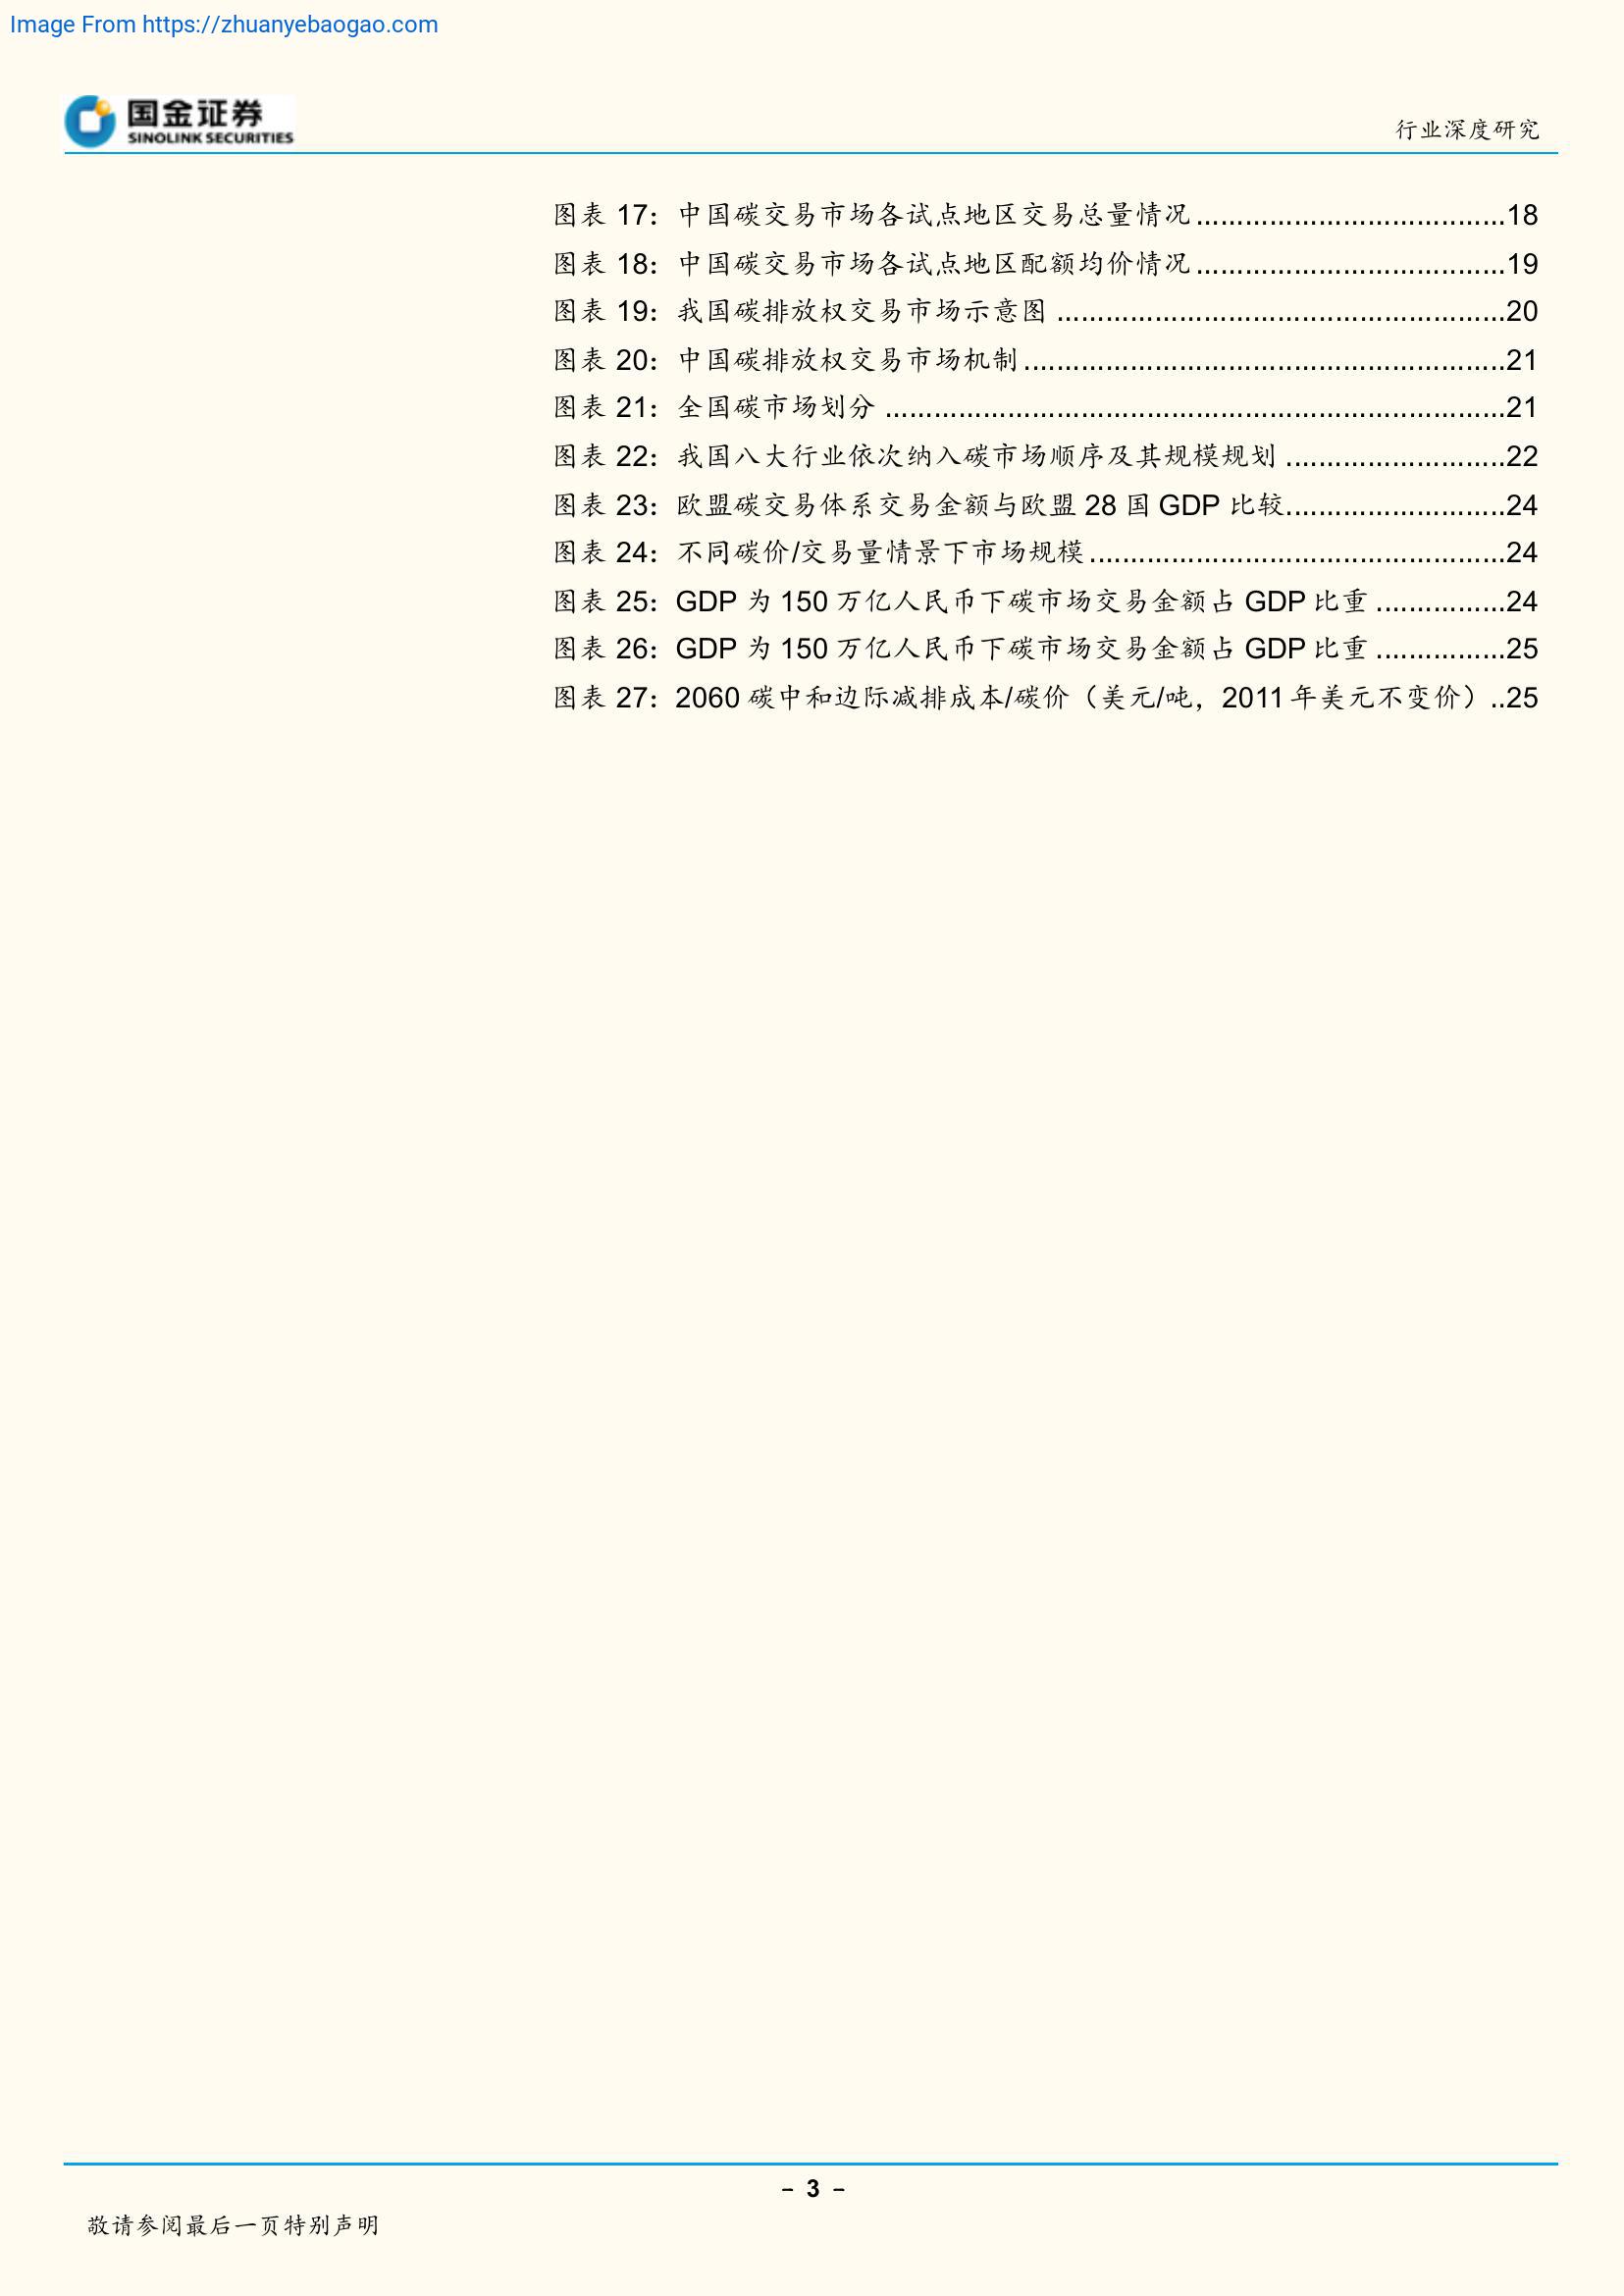 Image From https://zhuanyebaogao.com
国金证券
SINOLINK SECURITIES
行业深度研究
图表 17：中国碳交易市场各试点地区交易总量情况......................................18
图表 18：中国碳交易市场各试点地区配额均价情况......................................19
图表 19：我国碳排放权交易市场示意图.......................................................20
图表 20：中国碳排放权交易市场机制...........................................................21
图表 21：全国碳市场划分............................................................................21
图表 22：我国八大行业依次纳入碳市场顺序及其规模规划...........................22
图表 23：欧盟碳交易体系交易金额与欧盟 28 国 GDP 比较...........................24
图表 24：不同碳价/交易量情景下市场规模...................................................24
图表 25：GDP 为 150 万亿人民币下碳市场交易金额占 GDP 比重................24
图表 26：GDP 为 150 万亿人民币下碳市场交易金额占 GDP 比重................25
图表 27：2060 碳中和边际减排成本/碳价（美元/吨，2011 年美元不变价）..25
- 3 -
敬请参阅最后一页特别声明